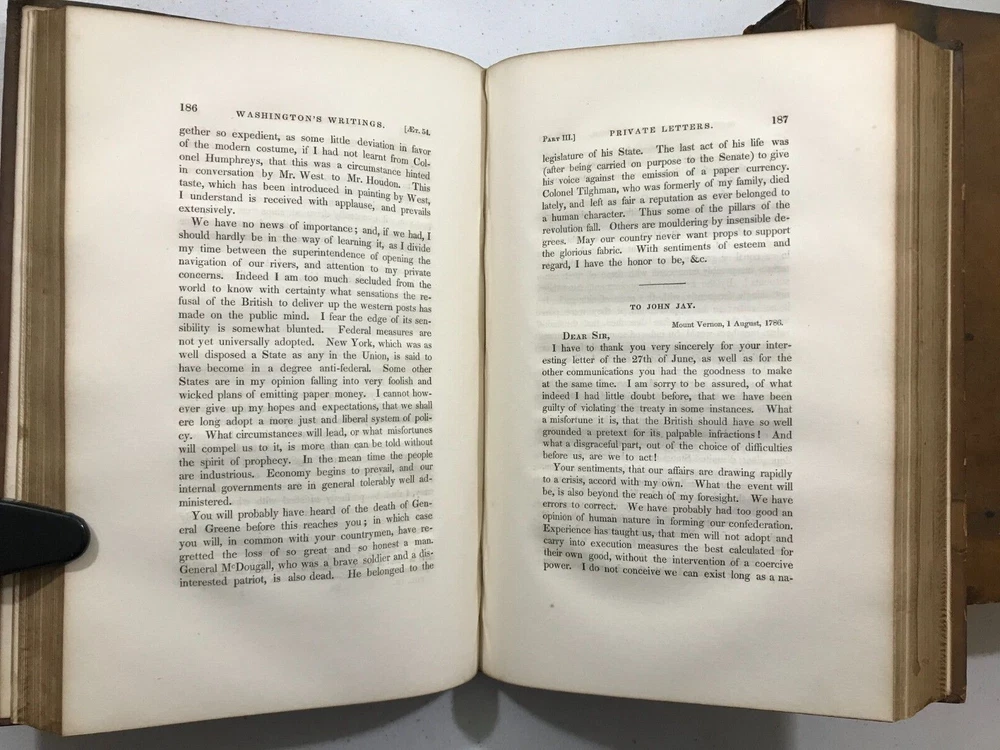 186
WASHINGTON'S WRITINGS.
[Æt. 54.
gether so expedient, as some little deviation in favor
of the modern costume, if I had not learnt from Col-
onel Humphreys, that this was a circumstance hinted
in conversation by Mr. West to Mr. Houdon. This
taste, which has been introduced in painting by West,
I understand is received with applause, and prevails
extensively.
We have no news of importance; and, if we had, I
should hardly be in the way of learning it, as I divide
my time between the superintendence of opening the
navigation of our rivers, and attention to my private
concerns. Indeed I am too much secluded from the
world to know with certainty what sensations the re-
fusal of the British to deliver up the western posts has
made on the public mind. I fear the edge of its sen-
sibility is somewhat blunted. Federal measures are
not yet universally adopted. New York, which was as
well disposed a State as any in the Union, is said to
have become in a degree anti-federal. Some other
States are in my opinion falling into very foolish and
wicked plans of emitting paper money. I cannot how-
ever give up my hopes and expectations, that we shall
ere long adopt a more just and liberal system of poli-
cy. What circumstances will lead, or what misfortunes
will compel us to it, is more than can be told without
the spirit of prophecy. In the mean time the people
are industrious. Economy begins to prevail, and our
internal governments are in general tolerably well ad-
ministered.
You will probably have heard of the death of Gen-
eral Greene before this reaches you; in which case
you will, in common with your countrymen, have re-
gretted the loss of so great and so honest a man.
General McDougall, who was a brave soldier and a dis-
interested patriot, is also dead. He belonged to the
Part III.]
PRIVATE LETTERS.
187
legislature of his State. The last act of his life was
(after being carried on purpose to the Senate) to give
his voice against the emission of a paper currency.
Colonel Tilghman, who was formerly of my family, died
lately, and left as fair a reputation as ever belonged to
a human character. Thus some of the pillars of the
revolution fall. Others are mouldering by insensible de-
grees. May our country never want props to support
the glorious fabric. With sentiments of esteem and
regard, I have the honor to be, &c.
TO JOHN JAY.
Mount Vernon, 1 August, 1786.
Dear Sir,
I have to thank you very sincerely for your inter-
esting letter of the 27th of June, as well as for the
other communications you had the goodness to make
at the same time. I am sorry to be assured, of what
indeed I had little doubt before, that we have been
guilty of violating the treaty in some instances. What
a misfortune it is, that the British should have so well
grounded a pretext for its palpable infractions! And
what a disgraceful part, out of the choice of difficulties
before us, are we to act!
Your sentiments, that our affairs are drawing rapidly
to a crisis, accord with my own. What the event will
be, is also beyond the reach of my foresight. We have
errors to correct. We have probably had too good an
opinion of human nature in forming our confederation.
Experience has taught us, that men will not adopt and
carry into execution measures the best calculated for
their own good, without the intervention of a coercive
power. I do not conceive we can exist long as a na-